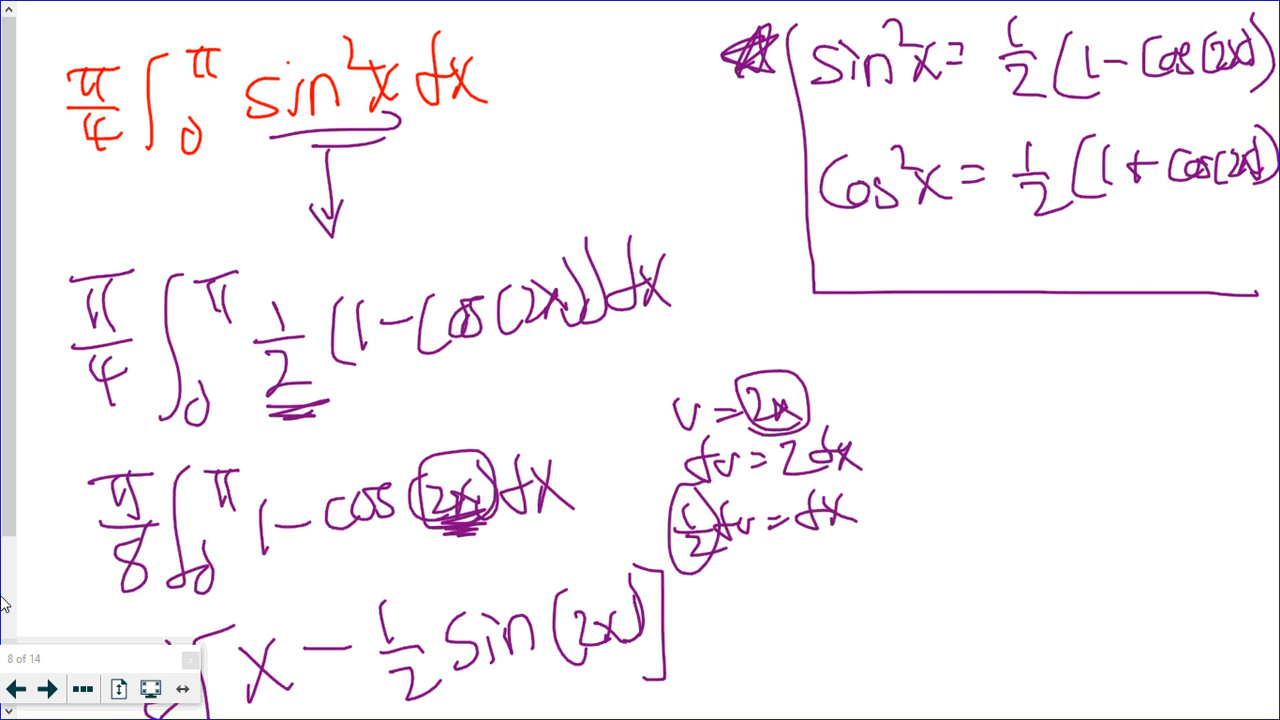 π/4 ∫₀^π sin²x dx
sin²x = 1/2 (1 - cos(2x))
cos²x = 1/2 (1 + cos(2x))
π/4 ∫₀^π 1/2 (1 - cos(2x)) dx
π/8 ∫₀^π 1 - cos(2x) dx
u = 2x
du = 2dx
1/2 du = dx
[x - 1/2 sin(2x)]
8 of 14